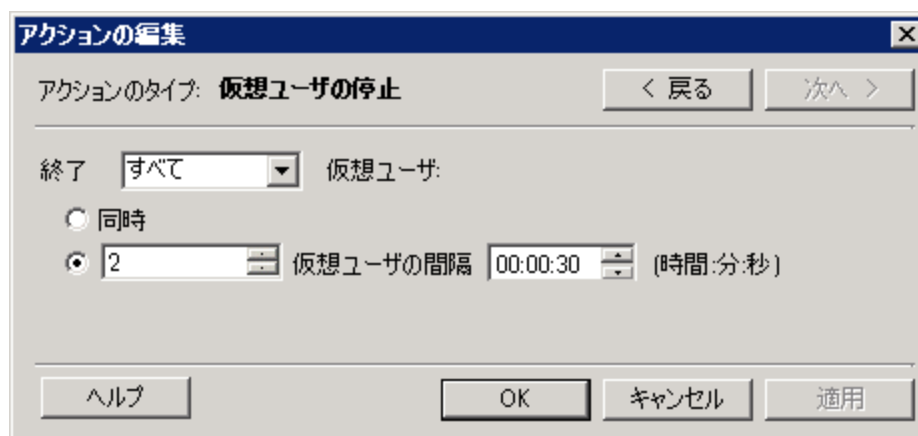 アクションの編集
アクションのタイプ: 仮想ユーザの停止 < 戻る 次へ >
終了 すべて 仮想ユーザ:
同時
2 仮想ユーザの間隔 00:00:30 (時間:分:秒)
ヘルプ OK キャンセル 適用